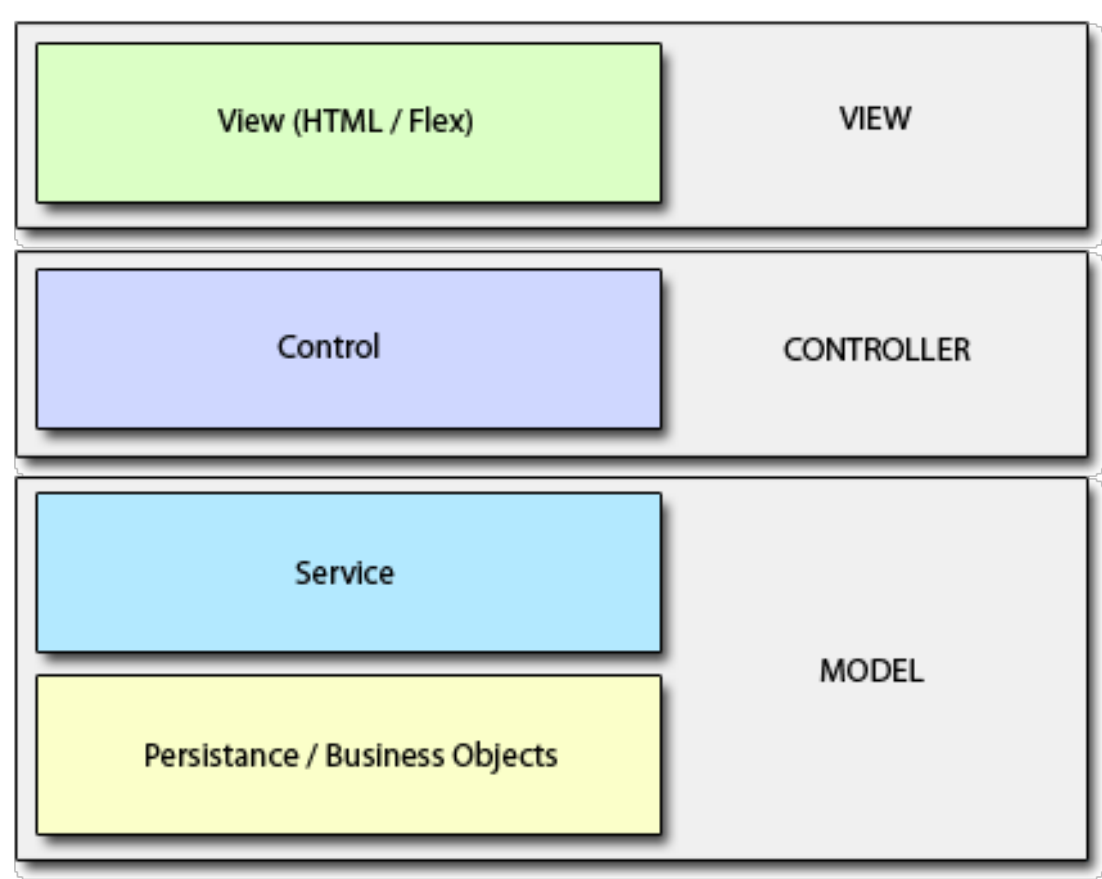 View (HTML / Flex)
VIEW
Control
CONTROLLER
Service
MODEL
Persistance / Business Objects